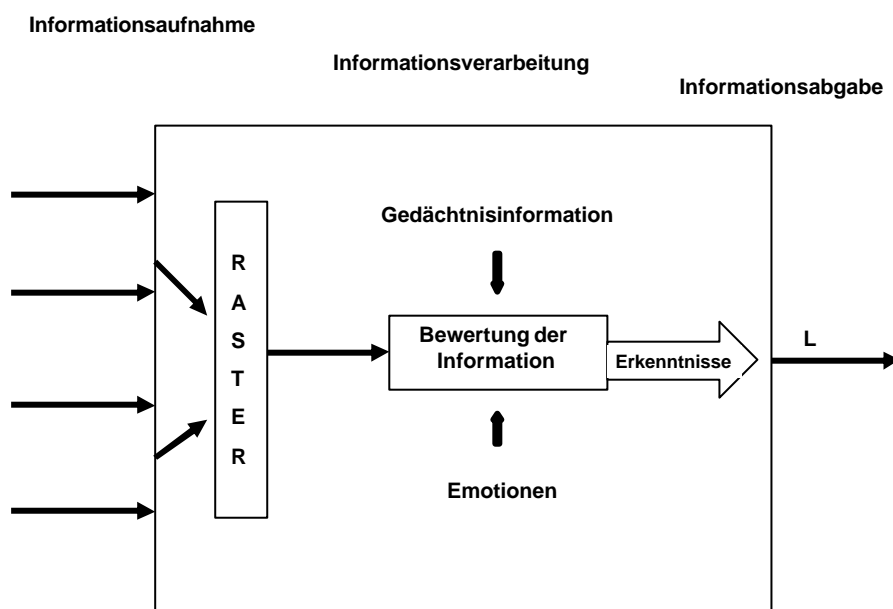 Informationsaufnahme
Informationsverarbeitung
Informationsabgabe
Gedächtnisinformation
R
A
S
T
E
R
Bewertung der
Information
Erkenntnisse
L
Emotionen